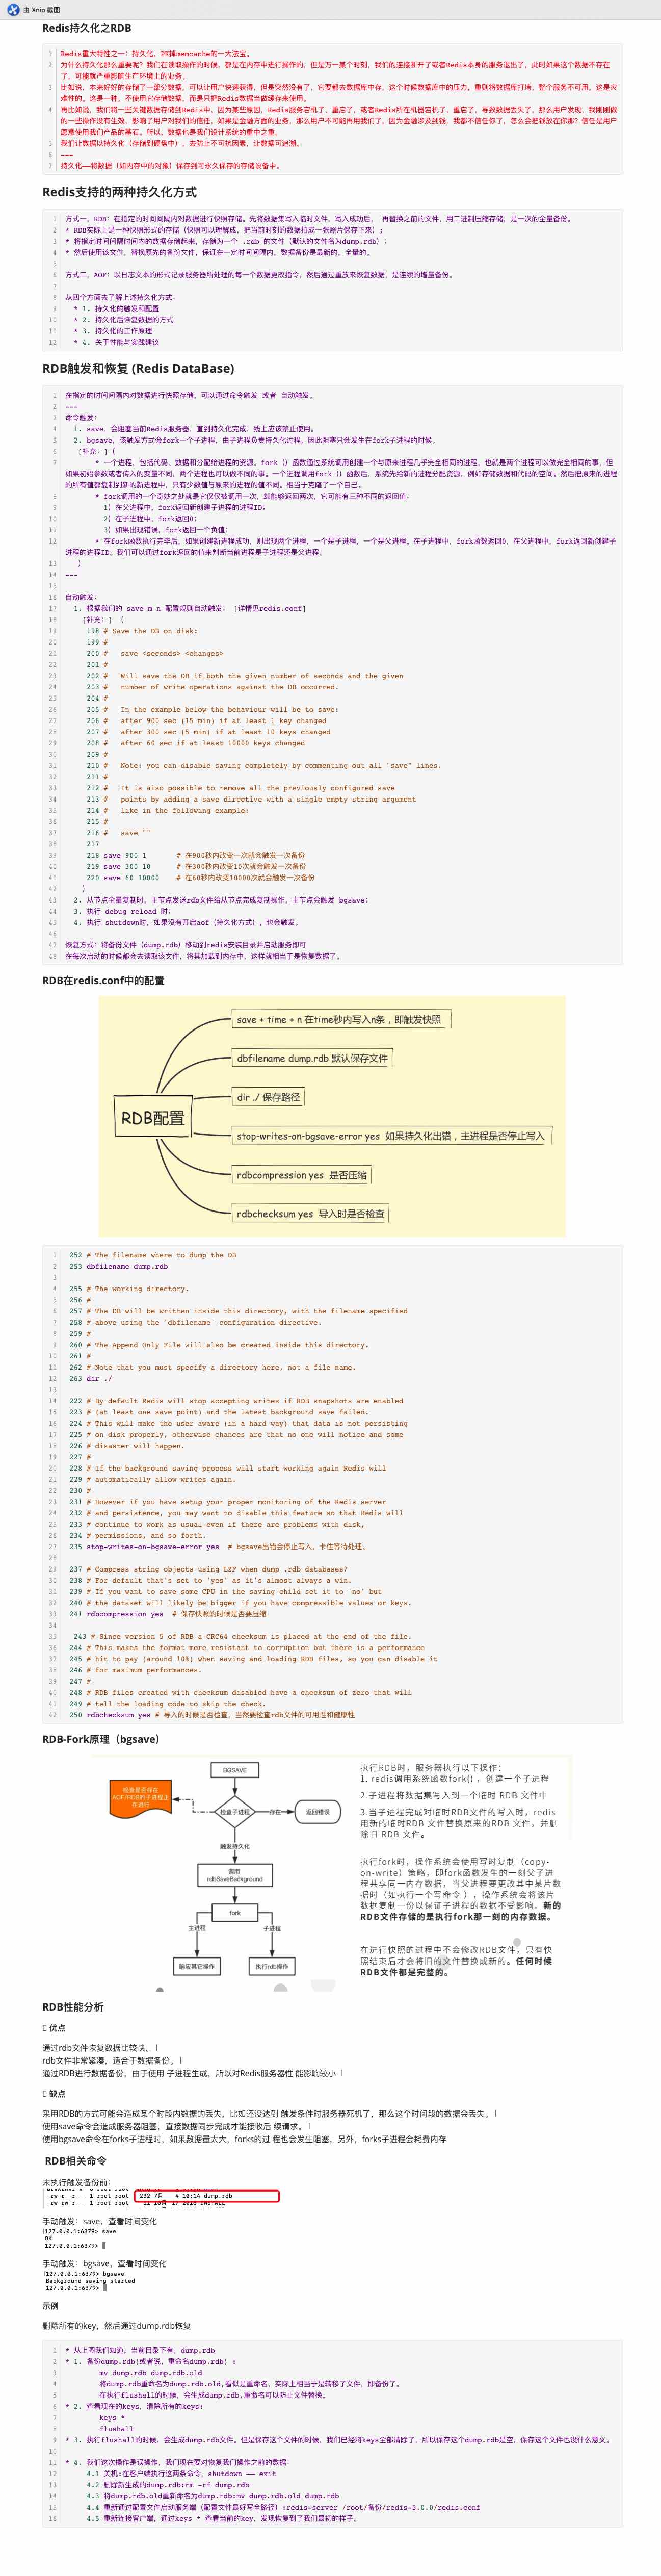 由 Xnip 截图
Redis持久化之RDB
1 Redis重大特性之一：持久化，PK掉memcache的一大法宝。
2 为什么持久化那么重要呢？我们在读取操作的时候，都是在内存中进行操作的，但是万一某个时刻，我们的连接断开了或者Redis本身的服务退出了，此时如果这个数据不存在
了，可能就严重影响生产环境上的业务。
3 比如说，本来好好的存储了一部分数据，可以让用户快速获得，但是突然没有了，它要都去数据库中存，这个时候数据库中的压力，重则将数据库打垮，整个服务不可用，这是灾
难性的，这是一种，不使用它存储数据，而是只把Redis数据当做缓存来使用。
4 再比如说，我们将一些关键数据存储到Redis中，因为某些原因，Redis服务宕机了，重启了，或者Redis所在机器宕机了，重启了，导致数据丢失了，那么用户发现，我刚刚做
的一些操作没有生效，影响了用户对我们的信任，如果是金融方面的业务，那么用户不可能再用我们了，因为金融涉及到钱，我都不信任你了，怎么会把钱放在你那？信任是用户
愿意使用我们产品的基石，所以，数据也是我们设计系统的重中之重。
5 我们让数据以持久化（存储到硬盘中），去防止不可抗因素，让数据可追溯。
6 ---
7 持久化——将数据（如内存中的对象）保存到可永久保存的存储设备中。
Redis支持的两种持久化方式
1 方式一，RDB：在指定的时间间隔内对数据进行快照存储。先将数据集写入临时文件，写入成功后， 再替换之前的文件，用二进制压缩存储，是一次的全量备份。
2 * RDB实际上是一种快照形式的存储（快照可以理解成，把当前时刻的数据拍成一张照片保存下来）；
3 * 将指定时间间隔时间内的数据存储起来，存储为一个 .rdb 的文件（默认的文件名为dump.rdb）；
4 * 然后使用该文件，替换原先的备份文件，保证在一定时间间隔内，数据备份是最新的，全量的。
5
6 方式二，AOF：以日志文本的形式记录服务器所处理的每一个数据更改指令，然后通过重放来恢复数据，是连续的增量备份。
7
8 从四个方面去了解上述持久化方式：
9 * 1. 持久化的触发和配置
10 * 2. 持久化后恢复数据的方式
11 * 3. 持久化的工作原理
12 * 4. 关于性能与实践建议
RDB触发和恢复 (Redis DataBase)
1 在指定的时间间隔内对数据进行快照存储，可以通过命令触发 或者 自动触发。
2 ---
3 命令触发：
4 1. save，会阻塞当前Redis服务器，直到持久化完成，线上应该禁止使用。
5 2. bgsave，该触发方式会fork一个子进程，由子进程负责持久化过程，因此阻塞只会发生在fork子进程的时候。
6 [补充：]（
7 * 一个进程，包括代码、数据和分配给进程的资源。fork（）函数通过系统调用创建一个与原来进程几乎完全相同的进程，也就是两个进程可以做完全相同的事，但
如果初始参数或者传入的变量不同，两个进程也可以做不同的事。一个进程调用fork（）函数后，系统先给新的进程分配资源，例如存储数据和代码的空间。然后把原来的进程
的所有值都复制到新的新进程中，只有少数值与原来的进程的值不同。相当于克隆了一个自己。
8 * fork调用的一个奇妙之处就是它仅仅被调用一次，却能够返回两次，它可能有三种不同的返回值：
9 1）在父进程中，fork返回新创建子进程的进程ID；
10 2）在子进程中，fork返回0；
11 3）如果出现错误，fork返回一个负值；
12 * 在fork函数执行完毕后，如果创建新进程成功，则出现两个进程，一个是子进程，一个是父进程。在子进程中，fork函数返回0，在父进程中，fork返回新创建子
进程的进程ID。我们可以通过fork返回的值来判断当前进程是子进程还是父进程。
13 ）
14 ---
15
16 自动触发：
17 1. 根据我们的 save m n 配置规则自动触发； [详情见redis.conf]
18 [补充：] （
19 198 # Save the DB on disk:
20 199 #
21 200 # save <seconds> <changes>
22 201 #
23 202 # Will save the DB if both the given number of seconds and the given
24 203 # number of write operations against the DB occurred.
25 204 #
26 205 # In the example below the behaviour will be to save:
27 206 # after 900 sec (15 min) if at least 1 key changed
28 207 # after 300 sec (5 min) if at least 10 keys changed
29 208 # after 60 sec if at least 10000 keys changed
30 209 #
31 210 # Note: you can disable saving completely by commenting out all "save" lines.
32 211 #
33 212 # It is also possible to remove all the previously configured save
34 213 # points by adding a save directive with a single empty string argument
35 214 # like in the following example:
36 215 #
37 216 # save ""
38 217
39 218 save 900 1 # 在900秒内改变一次就会触发一次备份
40 219 save 300 10 # 在300秒内改变10次就会触发一次备份
41 220 save 60 10000 # 在60秒内改变10000次就会触发一次备份
42 ）
43 2. 从节点全量复制时，主节点发送rdb文件给从节点完成复制操作，主节点会触发 bgsave；
44 3. 执行 debug reload 时；
45 4. 执行 shutdown时，如果没有开启aof（持久化方式），也会触发。
46
47 恢复方式：将备份文件（dump.rdb）移动到redis安装目录并启动服务即可
48 在每次启动的时候都会去读取该文件，将其加载到内存中，这样就相当于是恢复数据了。
RDB在redis.conf中的配置
RDB配置
save + time + n 在time秒内写入n条，即触发快照
dbfilename dump.rdb 默认保存文件
dir ./ 保存路径
stop-writes-on-bgsave-error yes 如果持久化出错，主进程是否停止写入
rdbcompression yes 是否压缩
rdbchecksum yes 导入时是否检查
1 252 # The filename where to dump the DB
2 253 dbfilename dump.rdb
3
4 255 # The working directory.
5 256 #
6 257 # The DB will be written inside this directory, with the filename specified
7 258 # above using the 'dbfilename' configuration directive.
8 259 #
9 260 # The Append Only File will also be created inside this directory.
10 261 #
11 262 # Note that you must specify a directory here, not a file name.
12 263 dir ./
13
14 222 # By default Redis will stop accepting writes if RDB snapshots are enabled
15 223 # (at least one save point) and the latest background save failed.
16 224 # This will make the user aware (in a hard way) that data is not persisting
17 225 # on disk properly, otherwise chances are that no one will notice and some
18 226 # disaster will happen.
19 227 #
20 228 # If the background saving process will start working again Redis will
21 229 # automatically allow writes again.
22 230 #
23 231 # However if you have setup your proper monitoring of the Redis server
24 232 # and persistence, you may want to disable this feature so that Redis will
25 233 # continue to work as usual even if there are problems with disk,
26 234 # permissions, and so forth.
27 235 stop-writes-on-bgsave-error yes # bgsave出错会停止写入，卡住等待处理。
28
29 237 # Compress string objects using LZF when dump .rdb databases?
30 238 # For default that's set to 'yes' as it's almost always a win.
31 239 # If you want to save some CPU in the saving child set it to 'no' but
32 240 # the dataset will likely be bigger if you have compressible values or keys.
33 241 rdbcompression yes # 保存快照的时候是否要压缩
34
35 243 # Since version 5 of RDB a CRC64 checksum is placed at the end of the file.
36 244 # This makes the format more resistant to corruption but there is a performance
37 245 # hit to pay (around 10%) when saving and loading RDB files, so you can disable it
38 246 # for maximum performances.
39 247 #
40 248 # RDB files created with checksum disabled have a checksum of zero that will
41 249 # tell the loading code to skip the check.
42 250 rdbchecksum yes # 导入的时候是否检查，当然要检查rdb文件的可用性和健康性
RDB-Fork原理（bgsave）
BGSAVE
检查是否存在
AOF/RDB的子进程正
在进行
检查子进程
存在
返回错误
触发持久化
调用
rdbSaveBackground
fork
主进程
子进程
响应其它操作
执行rdb操作
执行RDB时，服务器执行以下操作：
1. redis调用系统函数fork() ，创建一个子进程
2.子进程将数据集写入到一个临时 RDB 文件中
3.当子进程完成对临时RDB文件的写入时，redis
用新的临时RDB 文件替换原来的RDB 文件，并删
除旧 RDB 文件。
执行fork时，操作系统会使用写时复制（copy-
on-write）策略，即fork函数发生的一刻父子进
程共享同一内存数据，当父进程要更改其中某片数
据时（如执行一个写命令 ），操作系统会将该片
数据复制一份以保证子进程的数据不受影响。新的
RDB文件存储的是执行fork那一刻的内存数据。
在进行快照的过程中不会修改RDB文件，只有快
照结束后才会将旧的文件替换成新的。任何时候
RDB文件都是完整的。
RDB性能分析
优点
通过rdb文件恢复数据比较快。 l
rdb文件非常紧凑，适合于数据备份。 l
通过RDB进行数据备份，由于使用 子进程生成，所以对Redis服务器性 能影响较小 l
缺点
采用RDB的方式可能会造成某个时段内数据的丢失，比如还没达到 触发条件时服务器死机了，那么这个时间段的数据会丢失。 l
使用save命令会造成服务器阻塞，直接数据同步完成才能接收后 续请求。 l
使用bgsave命令在forks子进程时，如果数据量太大，forks的过 程也会发生阻塞，另外，forks子进程会耗费内存
RDB相关命令
未执行触发备份前：
-rw-r--r-- 1 root root 232 7月 4 10:14 dump.rdb
手动触发：save，查看时间变化
127.0.0.1:6379> save
OK
127.0.0.1:6379>
手动触发：bgsave，查看时间变化
127.0.0.1:6379> bgsave
Background saving started
127.0.0.1:6379>
示例
删除所有的key，然后通过dump.rdb恢复
1 * 从上图我们知道，当前目录下有，dump.rdb
2 * 1. 备份dump.rdb(或者说，重命名dump.rdb) ：
3 mv dump.rdb dump.rdb.old
4 将dump.rdb重命名为dump.rdb.old,看似是重命名，实际上相当于是转移了文件，即备份了。
5 在执行flushall的时候，会生成dump.rdb,重命名可以防止文件替换。
6 * 2. 查看现在的keys，清除所有的keys：
7 keys *
8 flushall
9 * 3. 执行flushall的时候，会生成dump.rdb文件。但是保存这个文件的时候，我们已经将keys全部清除了，所以保存这个dump.rdb是空，保存这个文件也没什么意义。
10
11 * 4. 我们这次操作是误操作，我们现在要对恢复我们操作之前的数据：
12 4.1 关机:在客户端执行这两条命令，shutdown —— exit
13 4.2 删除新生成的dump.rdb:rm -rf dump.rdb
14 4.3 将dump.rdb.old重新命名为dump.rdb:mv dump.rdb.old dump.rdb
15 4.4 重新通过配置文件启动服务端（配置文件最好写全路径）:redis-server /root/备份/redis-5.0.0/redis.conf
16 4.5 重新连接客户端，通过keys * 查看当前的key，发现恢复到了我们最初的样子。